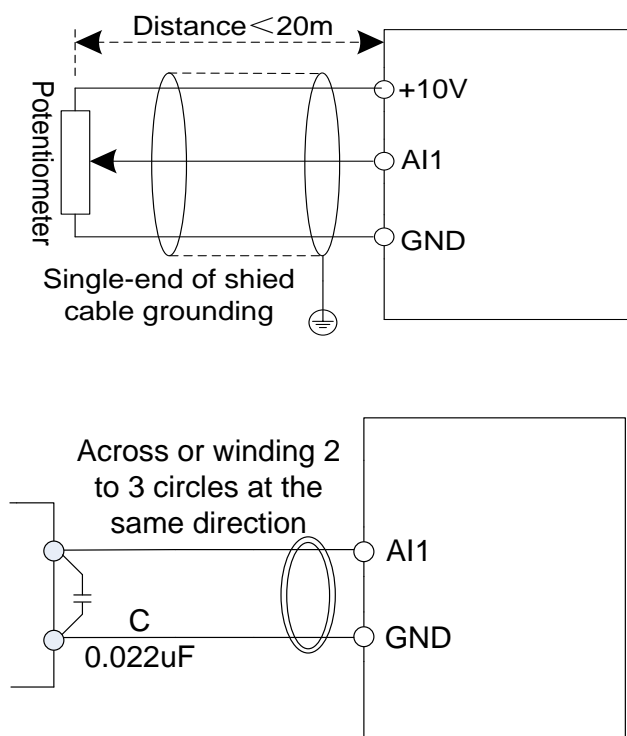 Distance＜20m
Potentiometer
+10V
AI1
GND
Single-end of shied
cable grounding
Across or winding 2
to 3 circles at the
same direction
AI1
C
0.022uF
GND